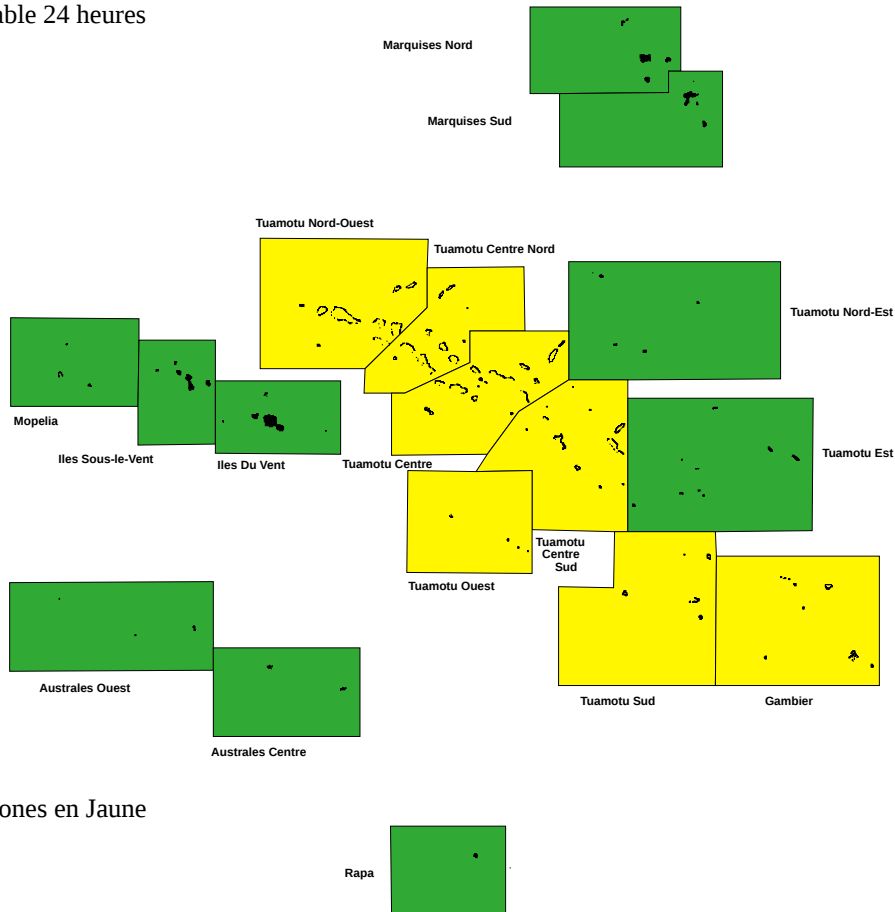 able 24 heures
Marquises Nord
Marquises Sud
Tuamotu Nord-Ouest
Tuamotu Centre Nord
Tuamotu Nord-Est
Mopelia
Iles Sous-le-Vent
Iles Du Vent
Tuamotu Centre
Tuamotu Est
Tuamotu
Centre
Sud
Tuamotu Ouest
Australes Ouest
Tuamotu Sud
Gambier
Australes Centre
ones en Jaune
Rapa